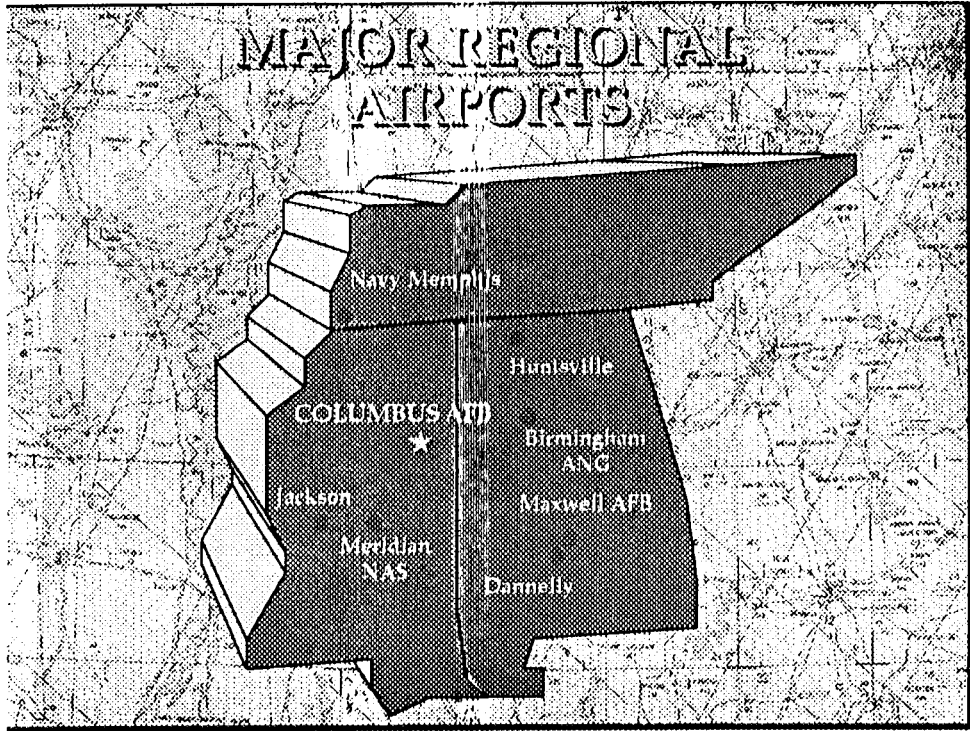 MAJOR REGIONAL
AIRPORTS
Navy Memphis
Huntsville
COLUMBUS AFB
Birmingham
ANG
Jackson
Maxwell AFB
Meridian
NAS
Dannelly